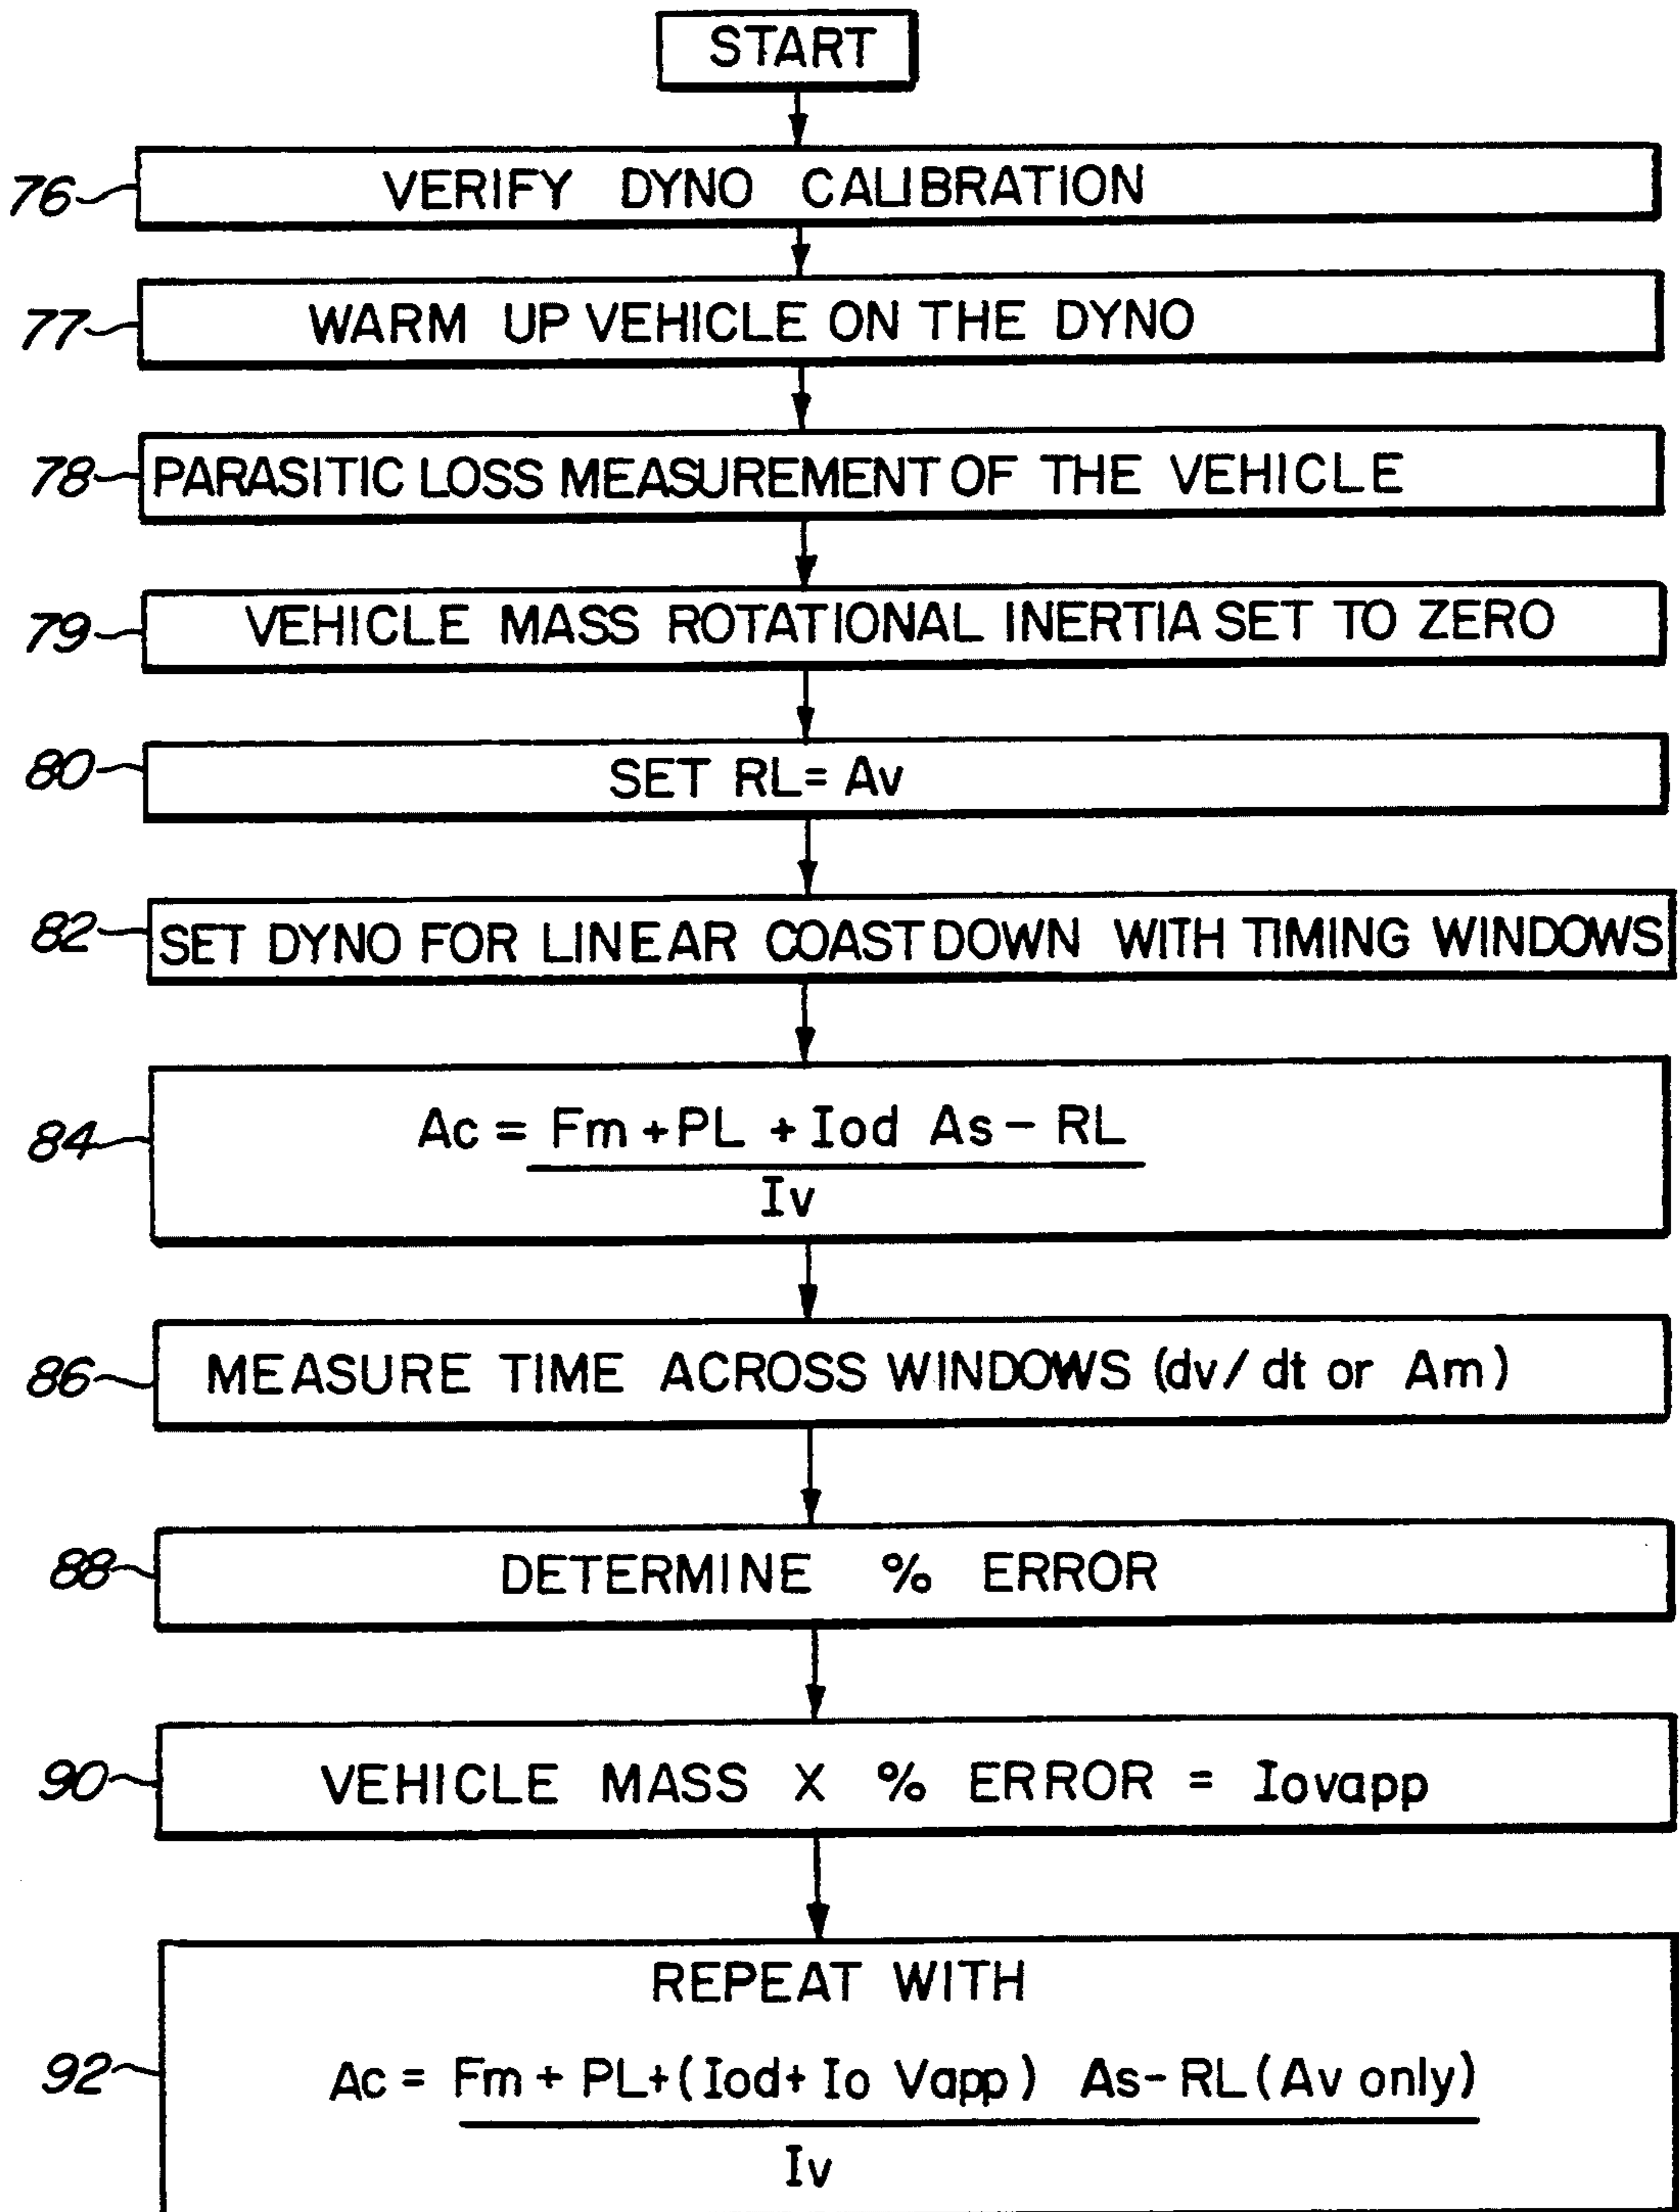 START
76 VERIFY DYNO CALIBRATION
77 WARM UP VEHICLE ON THE DYNO
78 PARASITIC LOSS MEASUREMENT OF THE VEHICLE
79 VEHICLE MASS ROTATIONAL INERTIA SET TO ZERO
80 SET RL= Av
82 SET DYNO FOR LINEAR COASTDOWN WITH TIMING WINDOWS
84 Ac = Fm + PL + Iod As - RL
Iv
86 MEASURE TIME ACROSS WINDOWS (dv/dt or Am)
88 DETERMINE % ERROR
90 VEHICLE MASS X % ERROR = Iovapp
REPEAT WITH
92 Ac = Fm + PL+(Iod+ Io Vapp) As- RL(Av only)
Iv